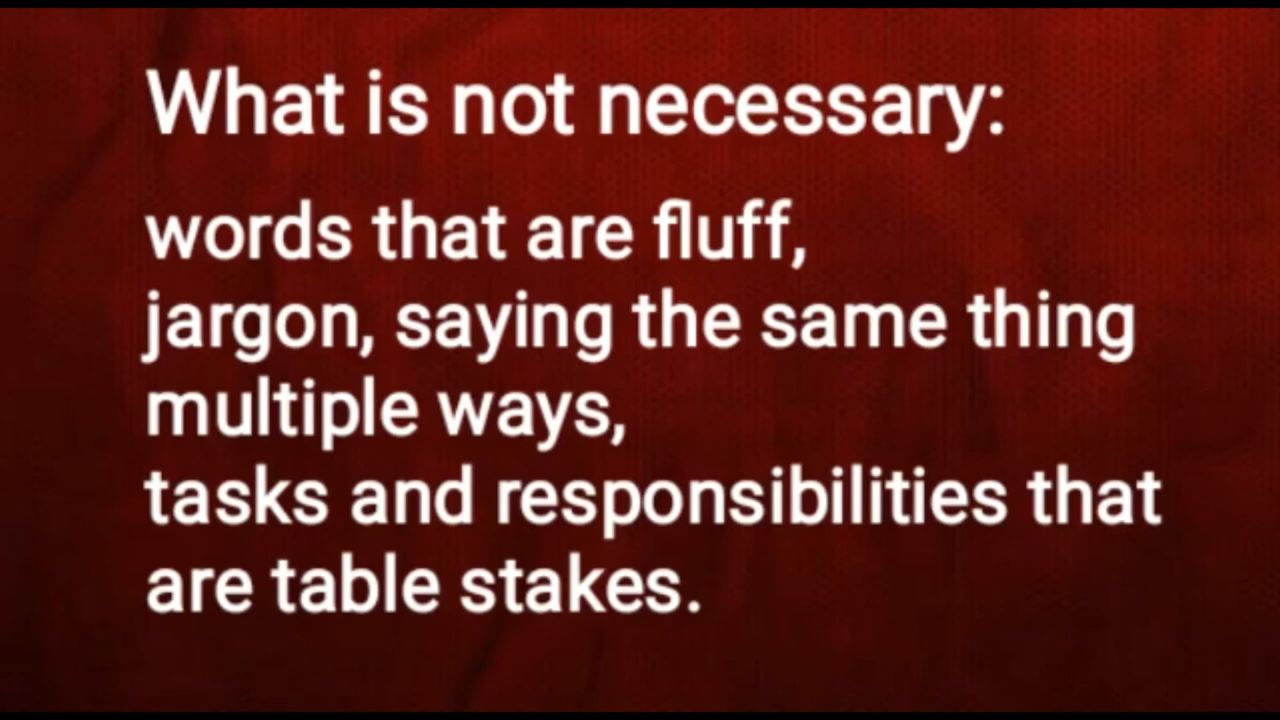 What is not necessary:
words that are fluff,
jargon, saying the same thing
multiple ways,
tasks and responsibilities that
are table stakes.